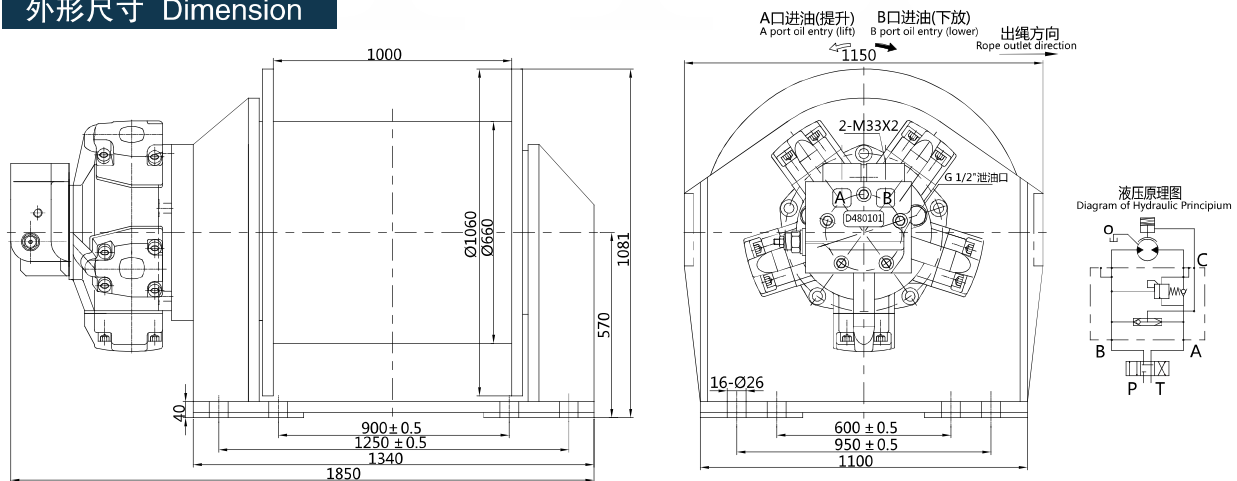 外形尺寸 Dimension
A口进油(提升)
A port oil entry (lift)
B口进油(下放)
B port oil entry (lower)
出绳方向
Rope outlet direction
1000
1150
2-M33X2
G 1/2"泄油口
A
B
D480101
Ø1060
Ø660
1081
570
40
900±0.5
1250±0.5
1340
1850
16-Ø26
600±0.5
950±0.5
1100
液压原理图
Diagram of Hydraulic Principium
O
C
B
A
P T